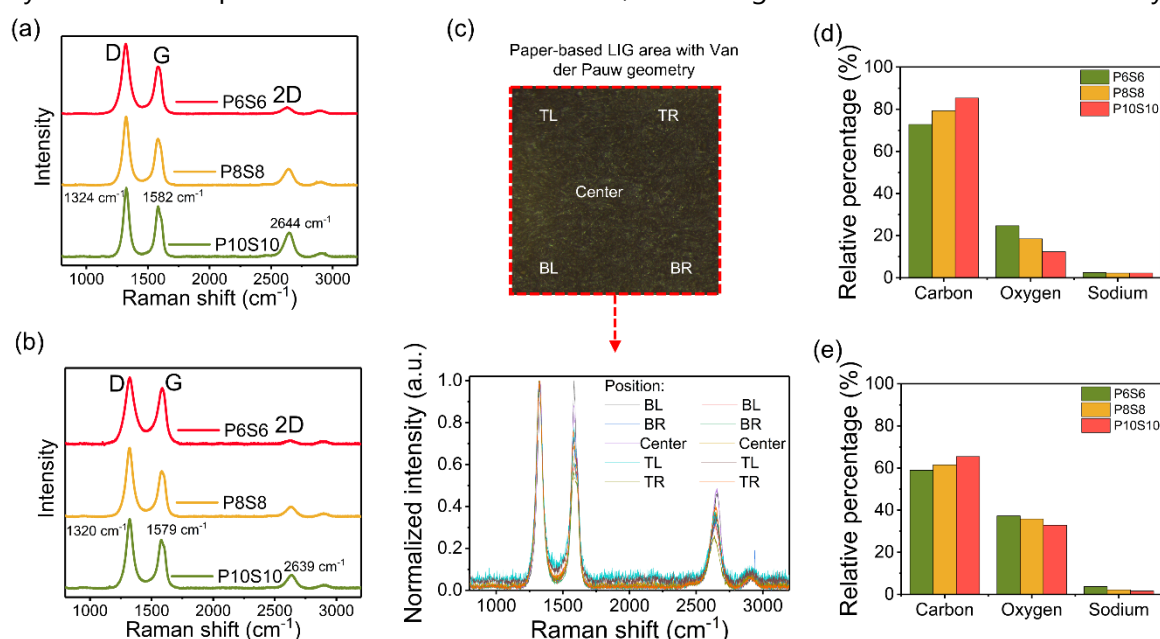 (a)
Intensity
D
G
2D
P6S6
P8S8
1324 cm-1
1582 cm-1
2644 cm-1
P10S10
1000 1500 2000 2500 3000
Raman shift (cm-1)
(b)
Intensity
D
G
2D
P6S6
P8S8
1320 cm-1
1579 cm-1
2639 cm-1
P10S10
1000 1500 2000 2500 3000
Raman shift (cm-1)
(c)
Paper-based LIG area with Van
der Pauw geometry
TL TR
Center
BL BR
Normalized intensity (a.u.)
1.0
0.8
0.6
0.4
0.2
0.0
Position:
BL BL
BR BR
Center Center
TL TL
TR TR
1000 1500 2000 2500 3000
Raman shift (cm-1)
(d)
Relative percentage (%)
100
80
60
40
20
0
P6S6
P8S8
P10S10
Carbon Oxygen Sodium
(e)
Relative percentage (%)
100
80
60
40
20
0
P6S6
P8S8
P10S10
Carbon Oxygen Sodium